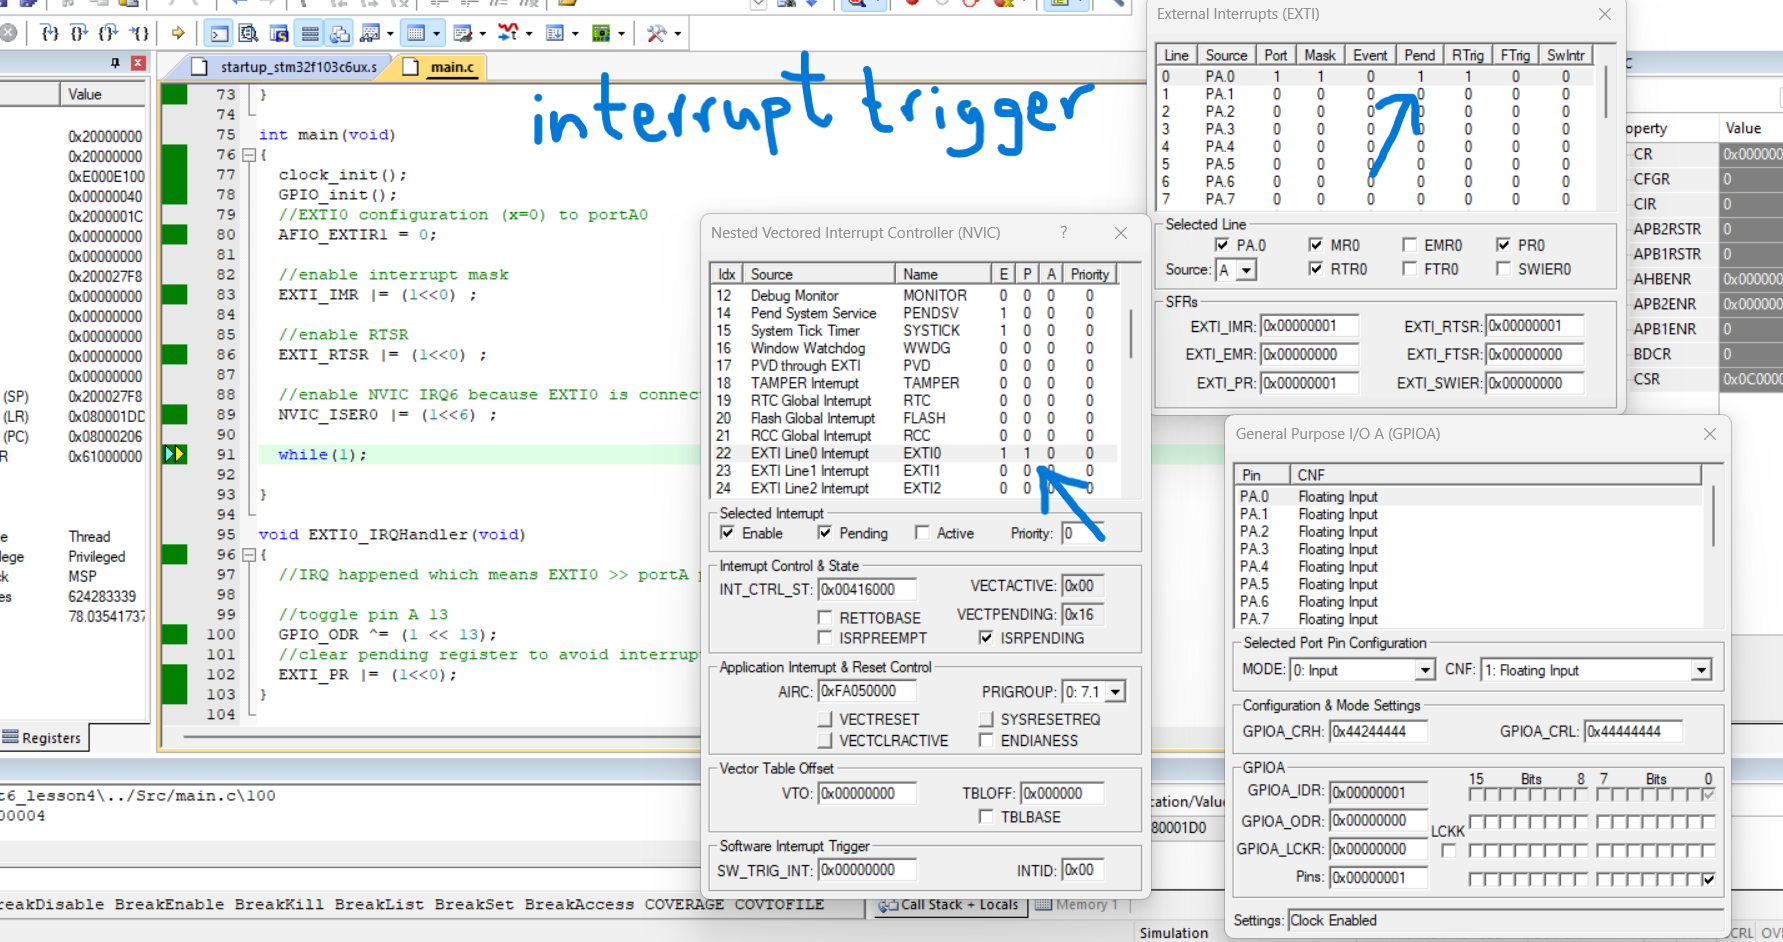 External Interrupts (EXTI)
Line Source Port Mask Event Pend RTrig FTrig SwIntr
0 PA.0 1 1 0 1 1 0 0
1 PA.1 0 0 0 0 0 0 0
2 PA.2 0 0 0 0 0 0
3 PA.3 0 0 0 0 0 0
4 PA.4 0 0 0 0 0 0
5 PA.5 0 0 0 0 0 0
6 PA.6 0 0 0 0 0 0 0
7 PA.7 0 0 0 0 0 0 0
Selected Line
PA.0 MR0 EMR0 PR0
Source: A RTR0 FTR0 SWIER0
SFRs
EXTI_IMR: 0x00000001 EXTI_RTSR: 0x00000001
EXTI_EMR: 0x00000000 EXTI_FTSR: 0x00000000
EXTI_PR: 0x00000001 EXTI_SWIER: 0x00000000
startup_stm32f103c6ux.s main.c
interrupt trigger
Value
0x20000000
0x20000000
0xE000E100
0x00000040
0x2000001C
0x00000000
0x00000000
0x200027F8
0x00000000
0x00000000
0x00000000
0x00000000
0x00000000
(SP) 0x200027F8
(LR) 0x080001DD
(PC) 0x08000206
R 0x61000000
Thread
Privileged
MSP
624283339
78.03541737
Registers
73 }
74
75 int main(void)
76 {
77 clock_init();
78 GPIO_init();
79 //EXTI0 configuration (x=0) to portA0
80 AFIO_EXTIR1 = 0;
81
82 //enable interrupt mask
83 EXTI_IMR |= (1<<0) ;
84
85 //enable RTSR
86 EXTI_RTSR |= (1<<0) ;
87
88 //enable NVIC IRQ6 because EXTI0 is connec
89 NVIC_ISER0 |= (1<<6) ;
90
91 while(1);
92
93 }
94
95 void EXTI0_IRQHandler(void)
96 {
97 //IRQ happened which means EXTI0 >> portA
98
99 //toggle pin A 13
100 GPIO_ODR ^= (1 << 13);
101 //clear pending register to avoid interrup
102 EXTI_PR |= (1<<0);
103 }
104
Nested Vectored Interrupt Controller (NVIC) ?
Idx Source Name E P A Priority
12 Debug Monitor MONITOR 0 0 0 0
14 Pend System Service PENDSV 1 0 0 0
15 System Tick Timer SYSTICK 1 0 0 0
16 Window Watchdog WWDG 0 0 0 0
17 PVD through EXTI PVD 0 0 0 0
18 TAMPER Interrupt TAMPER 0 0 0 0
19 RTC Global Interrupt RTC 0 0 0 0
20 Flash Global Interrupt FLASH 0 0 0 0
21 RCC Global Interrupt RCC 0 0 0 0
22 EXTI Line0 Interrupt EXTI0 1 1 0 0
23 EXTI Line1 Interrupt EXTI1 0 0 0
24 EXTI Line2 Interrupt EXTI2 0 0 0 0
Selected Interrupt
Enable Pending Active Priority: 0
Interrupt Control & State
INT_CTRL_ST: 0x00416000 VECTACTIVE: 0x00
RETTOBASE VECTPENDING: 0x16
ISRPREEMPT ISRPENDING
Application Interrupt & Reset Control
AIRC: 0xFA050000 PRIGROUP: 0: 7.1
VECTRESET SYSRESETREQ
VECTCLRACTIVE ENDIANESS
Vector Table Offset
VTO: 0x00000000 TBLOFF: 0x000000
TBLBASE
Software Interrupt Trigger
SW_TRIG_INT: 0x00000000 INTID: 0x00
operty Value
CR 0x000000
CFGR 0
CIR 0
APB2RSTR 0
APB1RSTR 0
AHBENR 0x000000
APB2ENR 0x000000
APB1ENR 0
BDCR 0
CSR 0x0C0000
General Purpose I/O A (GPIOA)
Pin CNF
PA.0 Floating Input
PA.1 Floating Input
PA.2 Floating Input
PA.3 Floating Input
PA.4 Floating Input
PA.5 Floating Input
PA.6 Floating Input
PA.7 Floating Input
Selected Port Pin Configuration
MODE: 0: Input CNF: 1: Floating Input
Configuration & Mode Settings
GPIOA_CRH: 0x44244444 GPIOA_CRL: 0x44444444
GPIOA
15 Bits 8 7 Bits 0
GPIOA_IDR: 0x00000001
GPIOA_ODR: 0x00000000
LCKK
GPIOA_LCKR: 0x00000000
Pins: 0x00000001
Settings: Clock Enabled
t6_lesson4\../Src/main.c\100
00004
reakDisable BreakEnable BreakKill BreakList BreakSet BreakAccess COVERAGE COVTOFILE
cation/Valu
80001D0
Call Stack + Locals Memory 1
Simulation